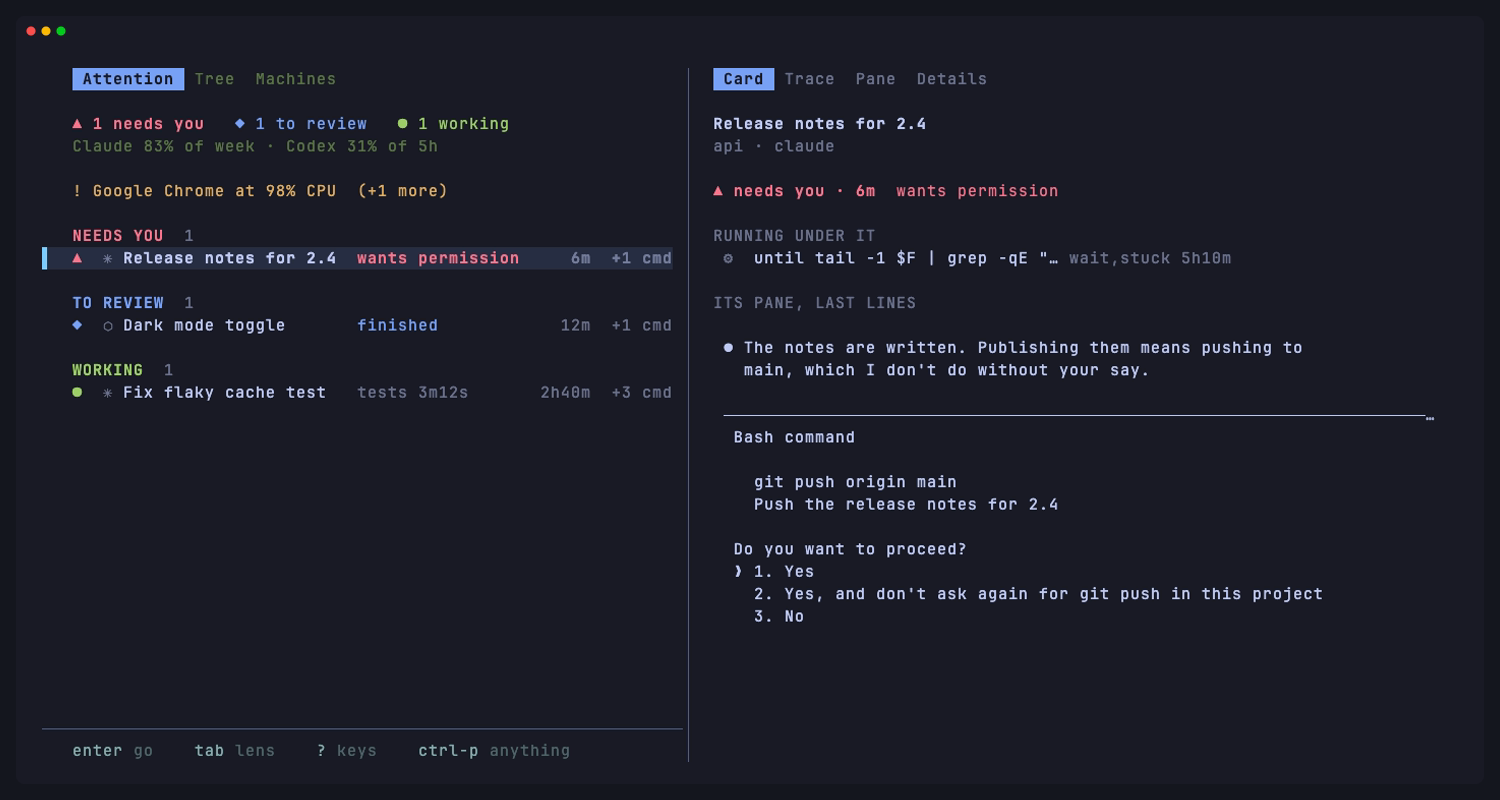 Attention Tree Machines
▲ 1 needs you ◆ 1 to review ● 1 working
Claude 83% of week · Codex 31% of 5h
! Google Chrome at 98% CPU (+1 more)
NEEDS YOU 1
▲ ✳ Release notes for 2.4 wants permission 6m +1 cmd
TO REVIEW 1
◆ ○ Dark mode toggle finished 12m +1 cmd
WORKING 1
● ✳ Fix flaky cache test tests 3m12s 2h40m +3 cmd
enter go tab lens ? keys ctrl-p anything
Card Trace Pane Details
Release notes for 2.4
api · claude
▲ needs you · 6m wants permission
RUNNING UNDER IT
⚙ until tail -1 $F | grep -qE "… wait,stuck 5h10m
ITS PANE, LAST LINES
● The notes are written. Publishing them means pushing to
main, which I don't do without your say.
…
Bash command
git push origin main
Push the release notes for 2.4
Do you want to proceed?
❯ 1. Yes
2. Yes, and don't ask again for git push in this project
3. No